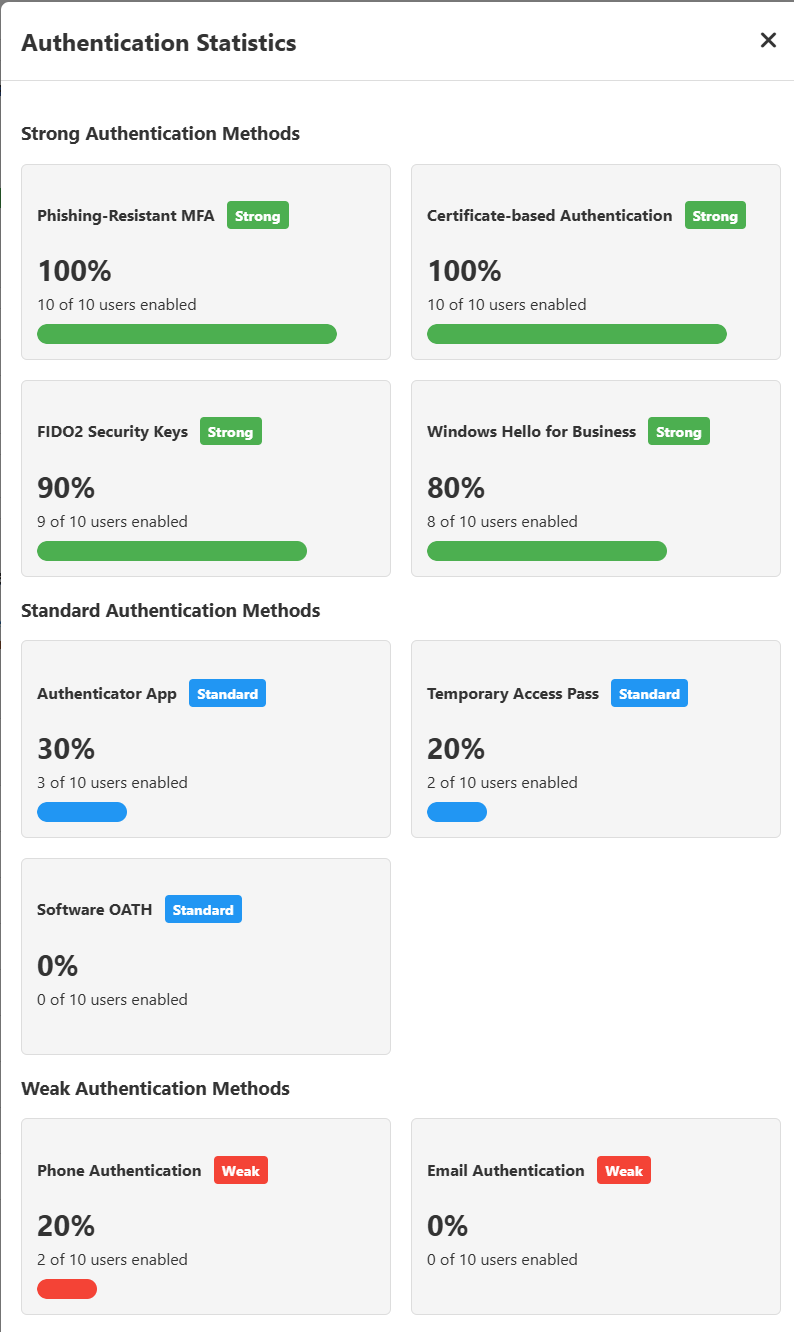 Authentication Statistics
Strong Authentication Methods
Phishing-Resistant MFA Strong
100%
10 of 10 users enabled
Certificate-based Authentication Strong
100%
10 of 10 users enabled
FIDO2 Security Keys Strong
90%
9 of 10 users enabled
Windows Hello for Business Strong
80%
8 of 10 users enabled
Standard Authentication Methods
Authenticator App Standard
30%
3 of 10 users enabled
Temporary Access Pass Standard
20%
2 of 10 users enabled
Software OATH Standard
0%
0 of 10 users enabled
Weak Authentication Methods
Phone Authentication Weak
20%
2 of 10 users enabled
Email Authentication Weak
0%
0 of 10 users enabled